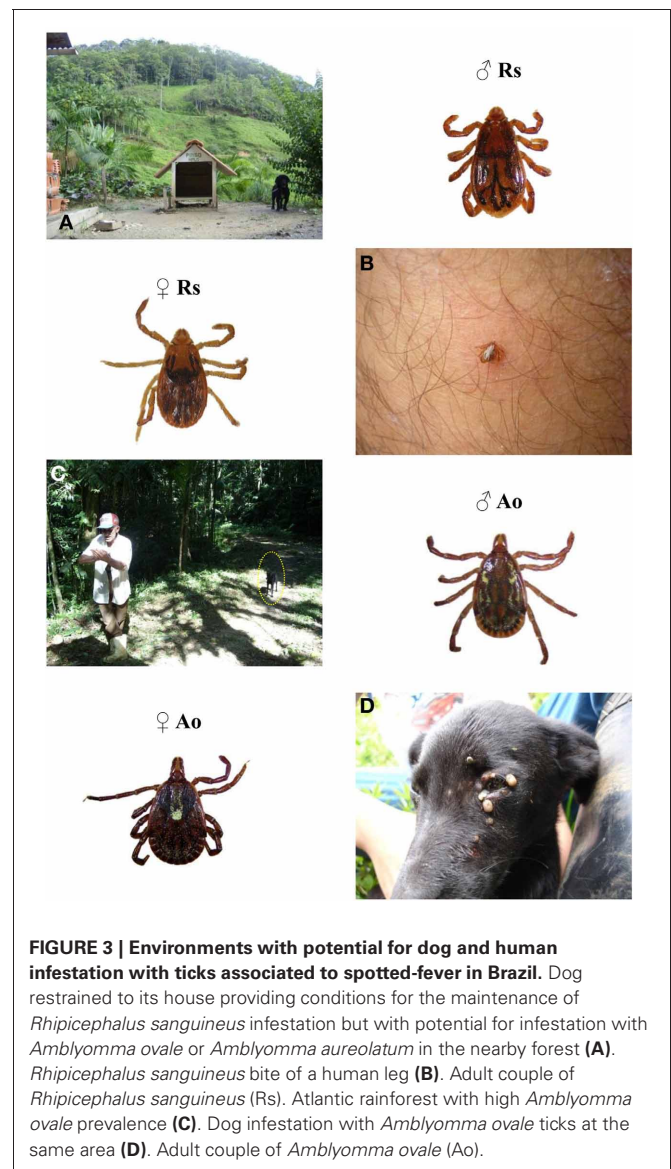 ♂ Rs
A
B
♀ Rs
C
♂ Ao
♀ Ao
D
FIGURE 3 | Environments with potential for dog and human
infestation with ticks associated to spotted-fever in Brazil. Dog
restrained to its house providing conditions for the maintenance of
Rhipicephalus sanguineus infestation but with potential for infestation with
Amblyomma ovale or Amblyomma aureolatum in the nearby forest (A).
Rhipicephalus sanguineus bite of a human leg (B). Adult couple of
Rhipicephalus sanguineus (Rs). Atlantic rainforest with high Amblyomma
ovale prevalence (C). Dog infestation with Amblyomma ovale ticks at the
same area (D). Adult couple of Amblyomma ovale (Ao).